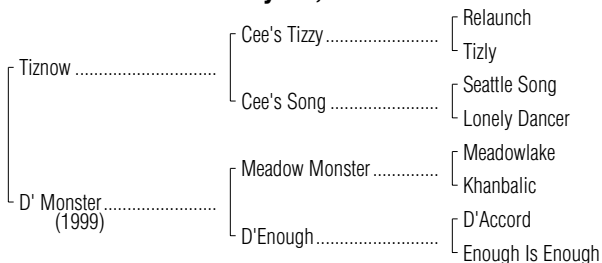 Relaunch
Cee's Tizzy
Tizly
Tiznow
Seattle Song
Cee's Song
Lonely Dancer
Meadowlake
Meadow Monster
Khanbalic
D' Monster
(1999)
D'Accord
D'Enough
Enough Is Enough